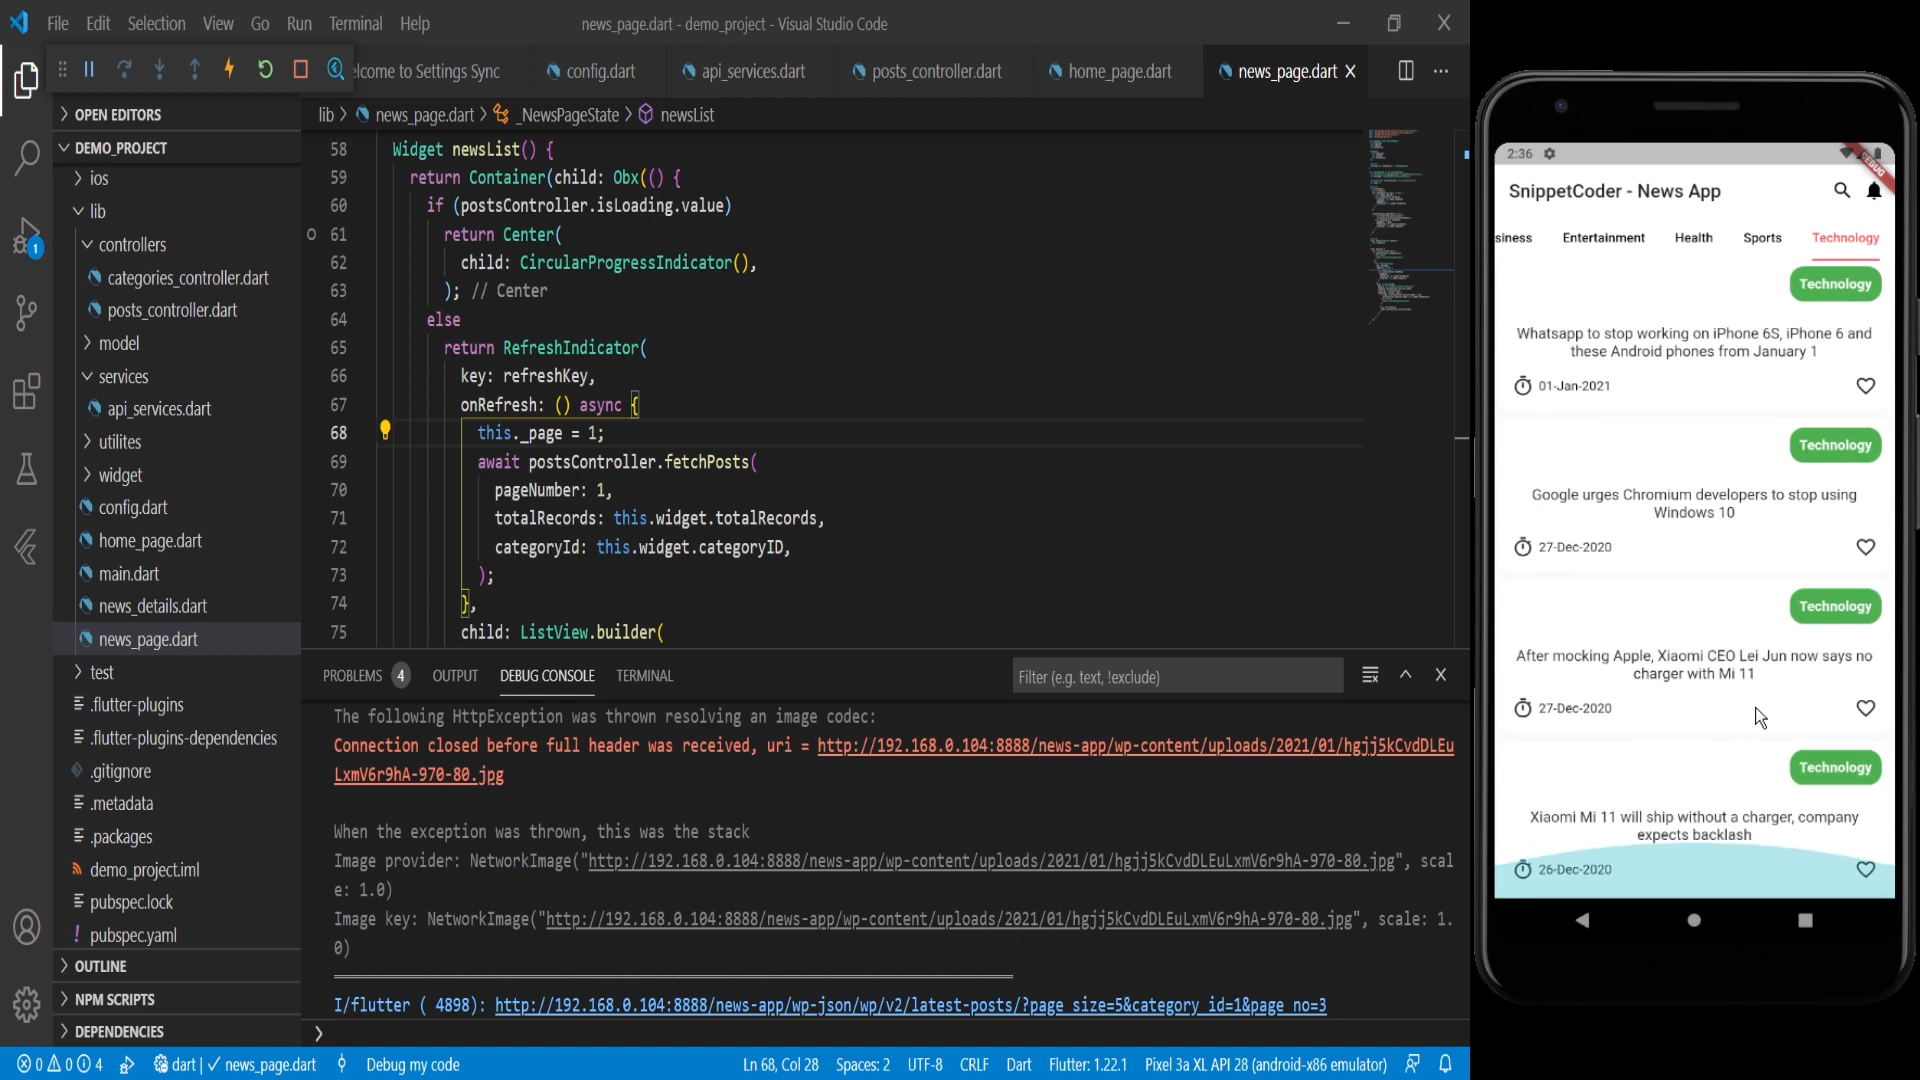 File Edit Selection View Go Run Terminal Help
news_page.dart - demo_project - Visual Studio Code
elcome to Settings Sync
config.dart
api_services.dart
posts_controller.dart
home_page.dart
news_page.dart
lib > news_page.dart > _NewsPageState > newsList
OPEN EDITORS
DEMO_PROJECT
ios
lib
controllers
categories_controller.dart
posts_controller.dart
model
services
api_services.dart
utilites
widget
config.dart
home_page.dart
main.dart
news_details.dart
news_page.dart
test
.flutter-plugins
.flutter-plugins-dependencies
.gitignore
.metadata
.packages
demo_project.iml
pubspec.lock
pubspec.yaml
OUTLINE
NPM SCRIPTS
DEPENDENCIES
1
58 Widget newsList() {
59 return Container(child: Obx(() {
60 if (postsController.isLoading.value)
61 return Center(
62 child: CircularProgressIndicator(),
63 ); // Center
64 else
65 return RefreshIndicator(
66 key: refreshKey,
67 onRefresh: () async {
68 this._page = 1;
69 await postsController.fetchPosts(
70 pageNumber: 1,
71 totalRecords: this.widget.totalRecords,
72 categoryId: this.widget.categoryID,
73 );
74 },
75 child: ListView.builder(
PROBLEMS 4 OUTPUT DEBUG CONSOLE TERMINAL
Filter (e.g. text, !exclude)
The following HttpException was thrown resolving an image codec:
Connection closed before full header was received, uri = http://192.168.0.104:8888/news-app/wp-content/uploads/2021/01/hgjj5kCvdDLEu
LxmV6r9hA-970-80.jpg
When the exception was thrown, this was the stack
Image provider: NetworkImage("http://192.168.0.104:8888/news-app/wp-content/uploads/2021/01/hgjj5kCvdDLEuLxmV6r9hA-970-80.jpg", scal
e: 1.0)
Image key: NetworkImage("http://192.168.0.104:8888/news-app/wp-content/uploads/2021/01/hgjj5kCvdDLEuLxmV6r9hA-970-80.jpg", scale: 1.
0)
I/flutter ( 4898): http://192.168.0.104:8888/news-app/wp-json/wp/v2/latest-posts/?page_size=5&category_id=1&page_no=3
0 0 4 dart | ✓ news_page.dart Debug my code
Ln 68, Col 28 Spaces: 2 UTF-8 CRLF Dart Flutter: 1.22.1 Pixel 3a XL API 28 (android-x86 emulator)
2:36
DEBUG
SnippetCoder - News App
siness Entertainment Health Sports Technology
Technology
Whatsapp to stop working on iPhone 6S, iPhone 6 and
these Android phones from January 1
01-Jan-2021
Technology
Google urges Chromium developers to stop using
Windows 10
27-Dec-2020
Technology
After mocking Apple, Xiaomi CEO Lei Jun now says no
charger with Mi 11
27-Dec-2020
Technology
Xiaomi Mi 11 will ship without a charger, company
expects backlash
26-Dec-2020